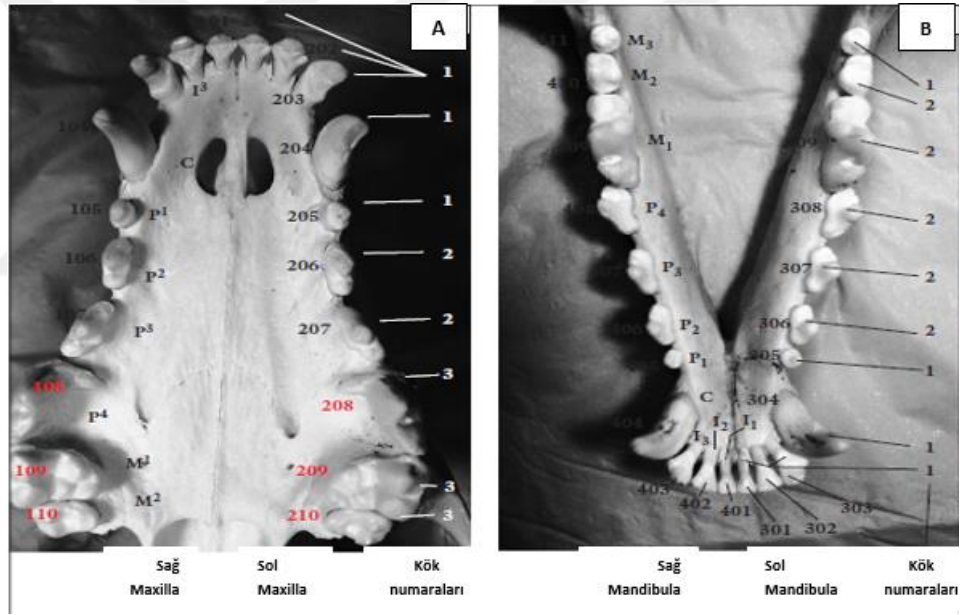 A
202
1
I³
203
1
104
C
204
105
P¹
205
1
106
P²
206
2
P³
207
2
3
108
208
P⁴
109
M¹
209
3
110
M²
210
3
Sağ Sol Kök
Maxilla Maxilla numaraları
B
M₃
1
M₂
2
M₁
2
P₄
308
2
P₃
307
2
P₂
306
2
P₁
1
C
304
404
I₃ I₂ I₁
1
1
403 402 401 301 302 303
Sağ Sol Kök
Mandibula Mandibula numaraları